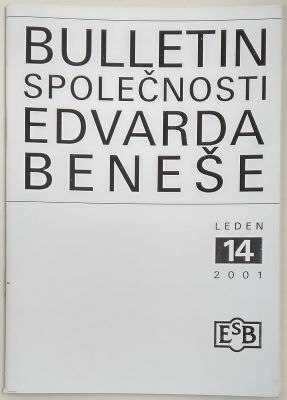 BULLETIN
SPOLEČNOSTI
EDVARDA
BENEŠE
LEDEN
14
2001
ESB